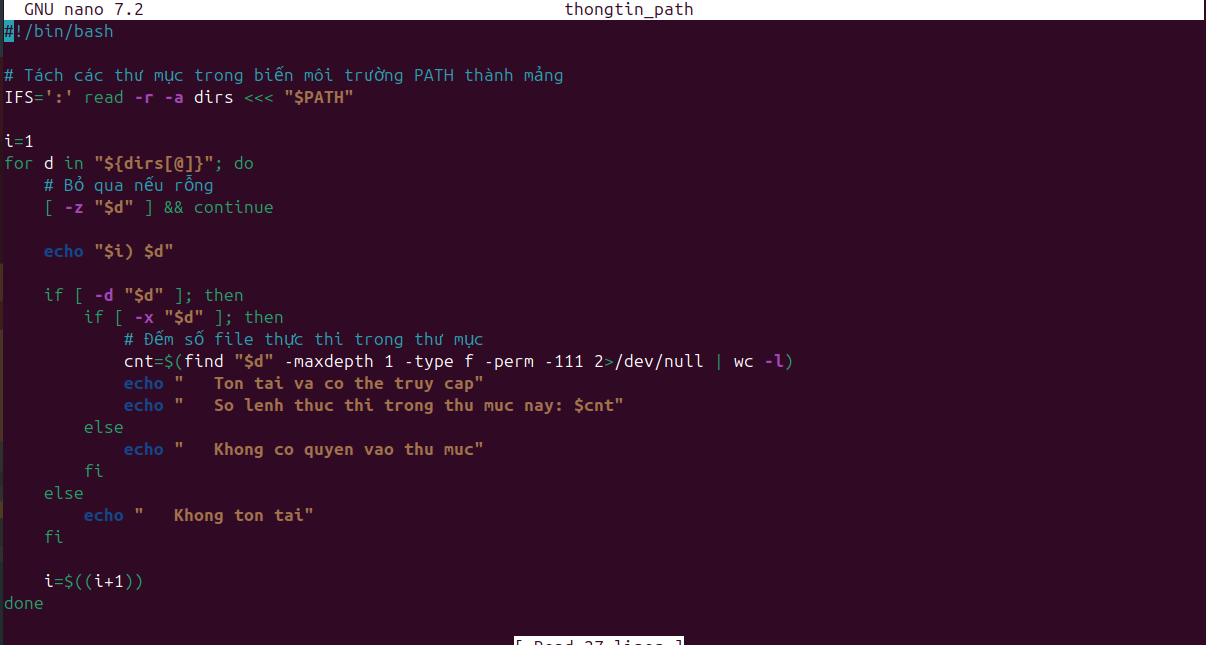 GNU nano 7.2 thongtin_path
#!/bin/bash
# Tách các thư mục trong biến môi trường PATH thành mảng
IFS=':' read -r -a dirs <<< "$PATH"
i=1
for d in "${dirs[@]}"; do
# Bỏ qua nếu rỗng
[ -z "$d" ] && continue
echo "$i) $d"
if [ -d "$d" ]; then
if [ -x "$d" ]; then
# Đếm số file thực thi trong thư mục
cnt=$(find "$d" -maxdepth 1 -type f -perm -111 2>/dev/null | wc -l)
echo "   Ton tai va co the truy cap"
echo "   So lenh thuc thi trong thu muc nay: $cnt"
else
echo "   Khong co quyen vao thu muc"
fi
else
echo "   Khong ton tai"
fi
i=$((i+1))
done
[ Read 27 lines ]